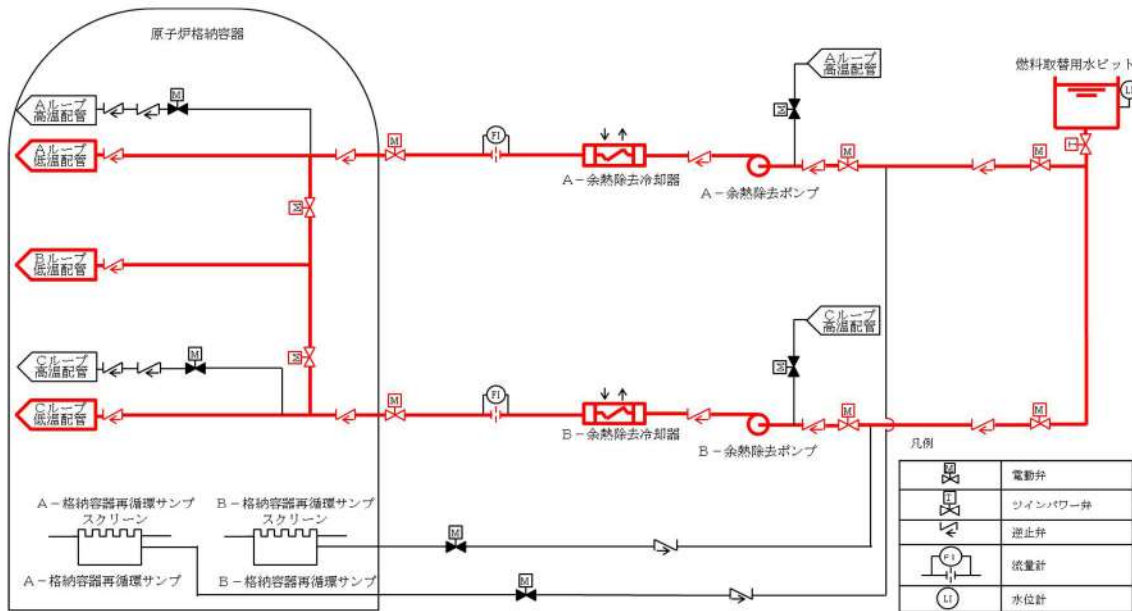 原子炉格納容器
Aループ
高温配管
燃料取替用水ピット
LI
M
Aループ
高温配管
M
Aループ
低温配管
M
FI
M
M
T
A-余熱除去冷却器
A-余熱除去ポンプ
M
Bループ
低温配管
Cループ
高温配管
M
Cループ
高温配管
M
M
Cループ
低温配管
M
FI
M
M
B-余熱除去冷却器
B-余熱除去ポンプ
凡例
M
電動弁
T
ツインパワー弁
逆止弁
FI
流量計
LI
水位計
A-格納容器再循環サンプ
スクリーン
B-格納容器再循環サンプ
スクリーン
M
A-格納容器再循環サンプ
B-格納容器再循環サンプ
M